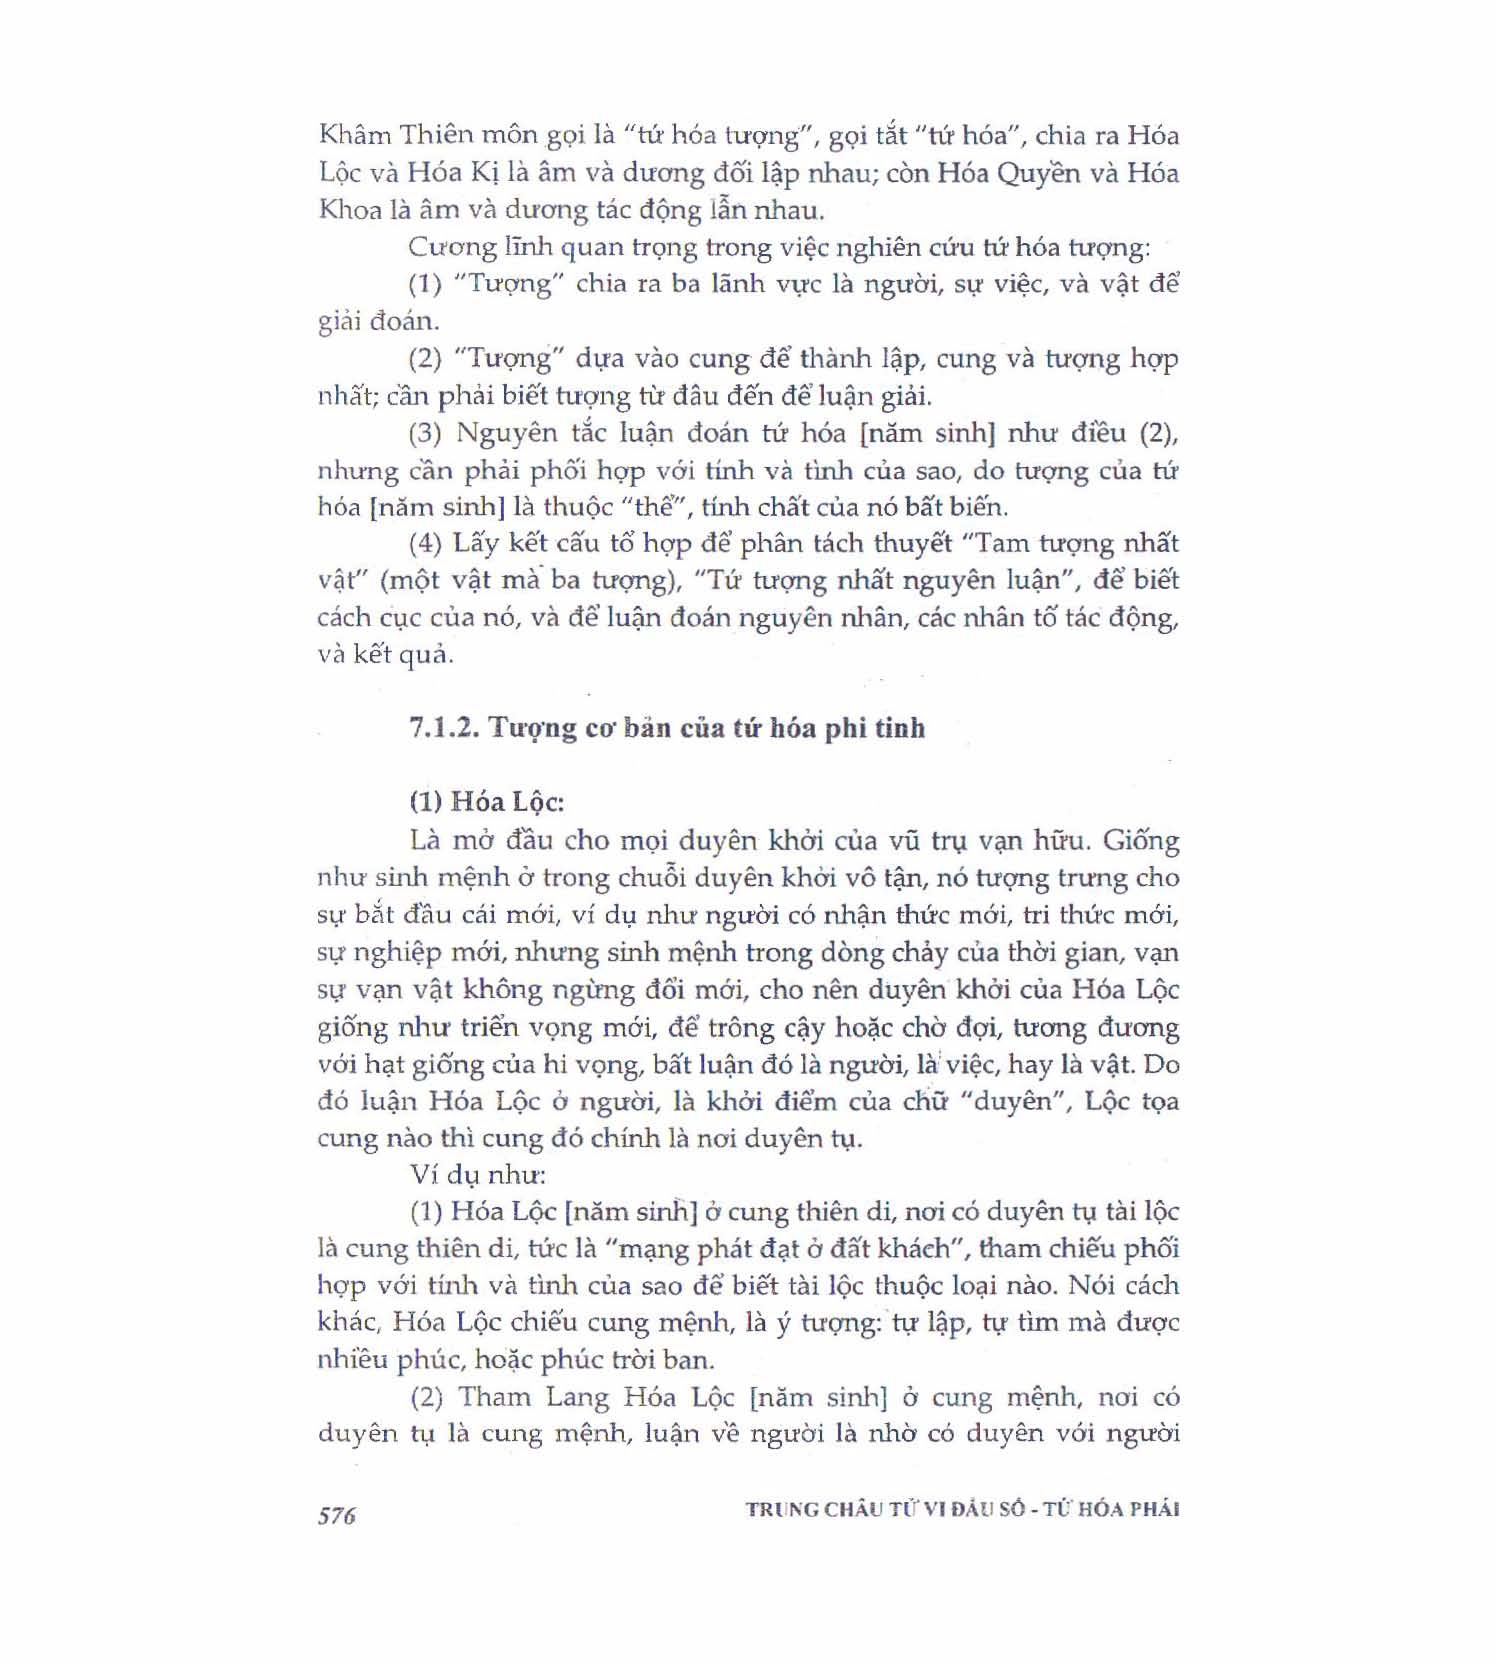 Khâm Thiên môn gọi là "tứ hóa tượng", gọi tắt "tứ hóa", chia ra Hóa
Lộc và Hóa Kị là âm và dương đối lập nhau; còn Hóa Quyền và Hóa
Khoa là âm và dương tác động lẫn nhau.
Cương lĩnh quan trọng trong việc nghiên cứu tứ hóa tượng:
(1) "Tượng" chia ra ba lãnh vực là người, sự việc, và vật để
giải đoán.
(2) "Tượng" dựa vào cung để thành lập, cung và tượng hợp
nhất; cần phải biết tượng từ đâu đến để luận giải.
(3) Nguyên tắc luận đoán tứ hóa [năm sinh] như điều (2),
nhưng cần phải phối hợp với tính và tình của sao, do tượng của tứ
hóa [năm sinh] là thuộc "thể", tính chất của nó bất biến.
(4) Lấy kết cấu tổ hợp để phân tách thuyết "Tam tượng nhất
vật" (một vật mà ba tượng), "Tứ tượng nhất nguyên luận", để biết
cách cục của nó, và để luận đoán nguyên nhân, các nhân tố tác động,
và kết quả.
7.1.2. Tượng cơ bản của tứ hóa phi tinh
(1) Hóa Lộc:
Là mở đầu cho mọi duyên khởi của vũ trụ vạn hữu. Giống
như sinh mệnh ở trong chuỗi duyên khởi vô tận, nó tượng trưng cho
sự bắt đầu cái mới, ví dụ như người có nhận thức mới, tri thức mới,
sự nghiệp mới, nhưng sinh mệnh trong dòng chảy của thời gian, vạn
sự vạn vật không ngừng đổi mới, cho nên duyên khởi của Hóa Lộc
giống như triển vọng mới, để trông cậy hoặc chờ đợi, tương đương
với hạt giống của hi vọng, bất luận đó là người, là việc, hay là vật. Do
đó luận Hóa Lộc ở người, là khởi điểm của chữ "duyên", Lộc tọa
cung nào thì cung đó chính là nơi duyên tụ.
Ví dụ như:
(1) Hóa Lộc [năm sinh] ở cung thiên di, nơi có duyên tụ tài lộc
là cung thiên di, tức là "mạng phát đạt ở đất khách", tham chiếu phối
hợp với tính và tình của sao để biết tài lộc thuộc loại nào. Nói cách
khác, Hóa Lộc chiếu cung mệnh, là ý tượng: tự lập, tự tìm mà được
nhiều phúc, hoặc phúc trời ban.
(2) Tham Lang Hóa Lộc [năm sinh] ở cung mệnh, nơi có
duyên tụ là cung mệnh, luận về người là nhờ có duyên với người
576
TRUNG CHÂU TỬ VI ĐẨU SỐ - TỨ HÓA PHÁI